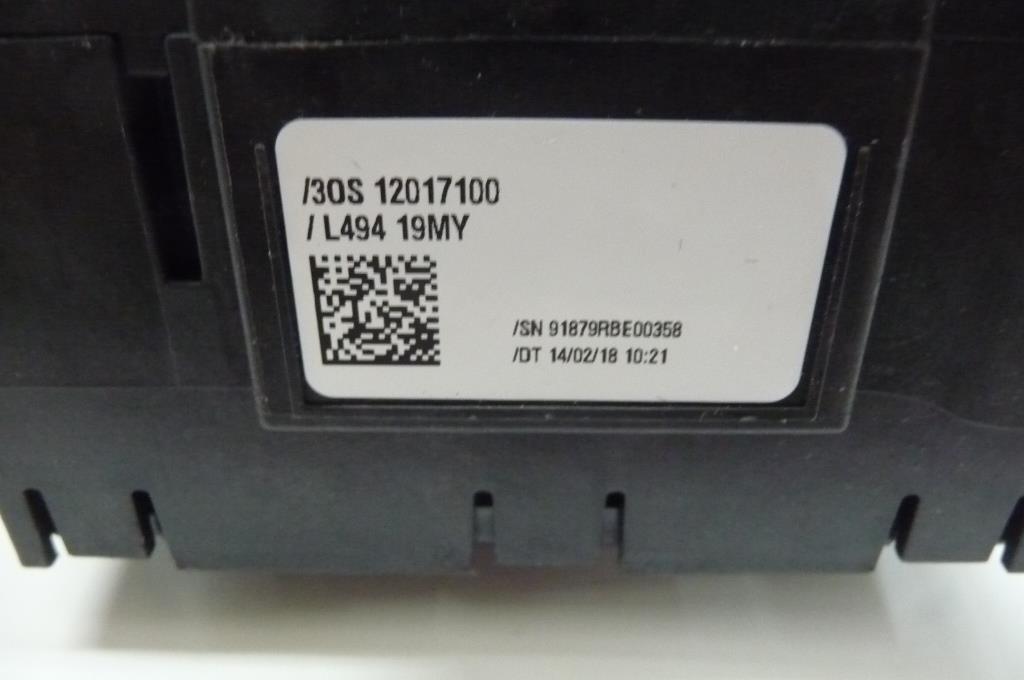 /3OS 12017100
/ L494 19MY
/SN 91879RBE00358
/DT 14/02/18 10:21